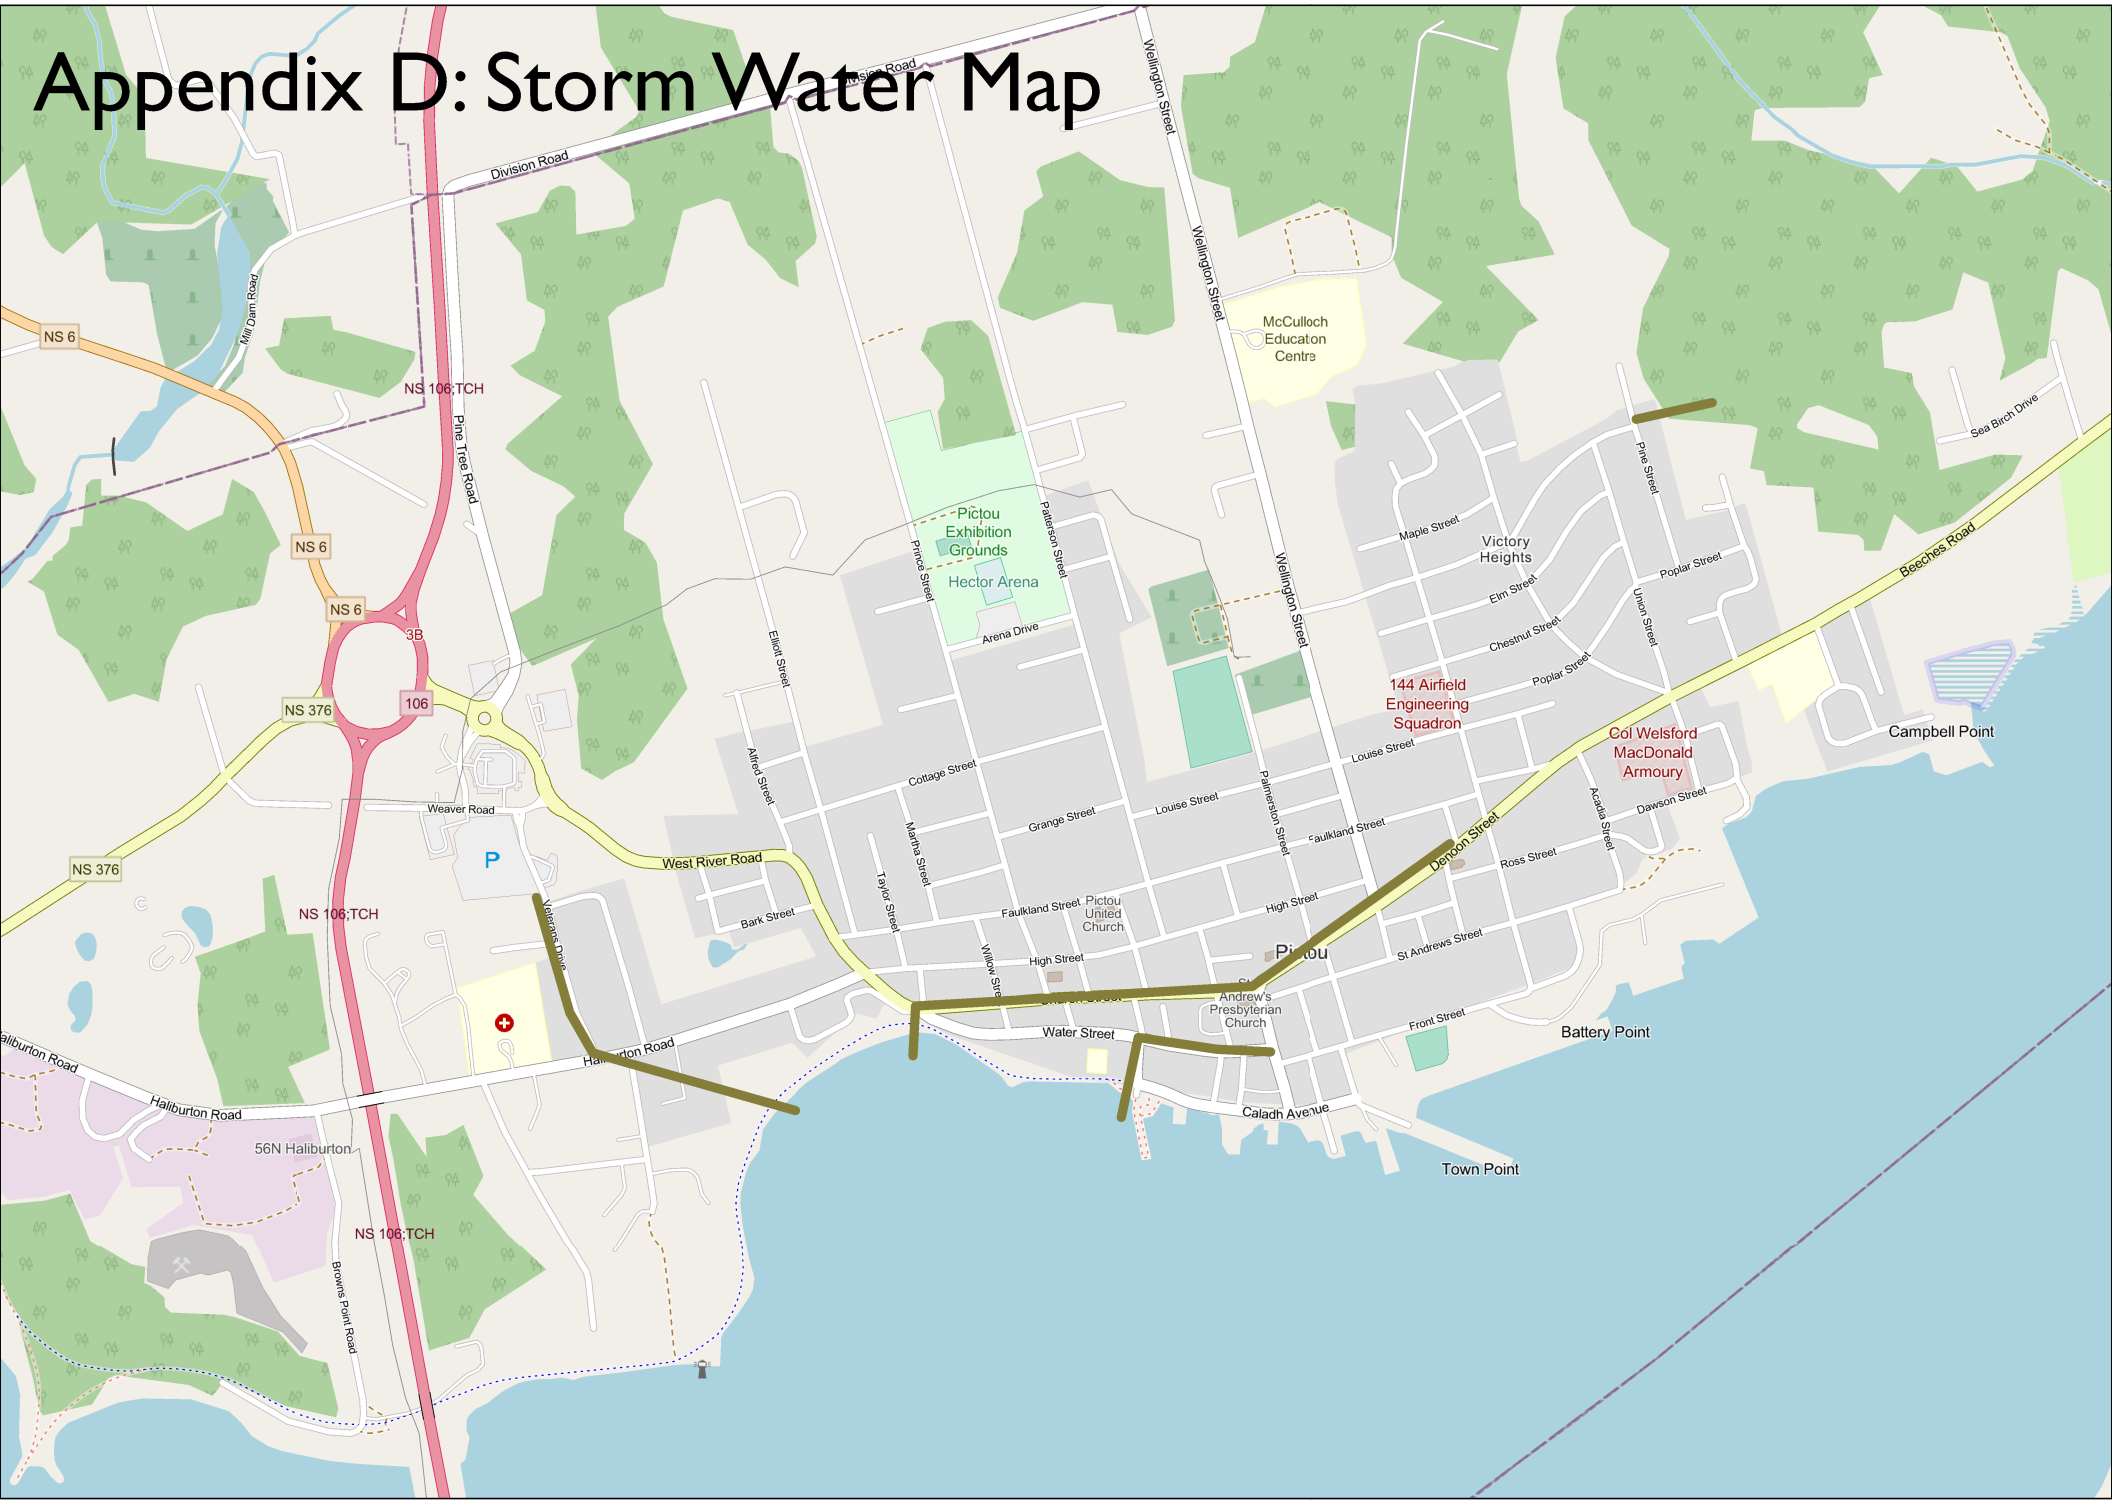 Appendix D: Storm Water Map
Division Road
Division Road
Wellington Street
Wellington Street
Wellington Street
Mill Dam Road
NS 6
NS 6
NS 6
NS 106;TCH
Pine Tree Road
McCulloch
Education
Centre
Sea Birch Drive
Beeches Road
Pine Street
Maple Street
Victory
Heights
Elm Street
Poplar Street
Chestnut Street
Union Street
Poplar Street
Pictou
Exhibition
Grounds
Hector Arena
Prince Street
Patterson Street
Arena Drive
Elliott Street
3B
NS 376
106
144 Airfield
Engineering
Squadron
Col Welsford
MacDonald
Armoury
Campbell Point
Louise Street
Louise Street
Cottage Street
Alfred Street
Palmerston Street
Grange Street
Acadia Street
Dawson Street
Weaver Road
P
West River Road
Martha Street
Faulkland Street
Denoon Street
Ross Street
NS 376
NS 106;TCH
Taylor Street
Bark Street
Faulkland Street
Pictou
United
Church
High Street
Veterans Drive
High Street
Willow Street
Pictou
St Andrews Street
Church Street
St
Andrew's
Presbyterian
Church
Water Street
Front Street
Battery Point
Haliburton Road
Haliburton Road
Haliburton Road
Caladh Avenue
56N Haliburton
Town Point
NS 106;TCH
Browns Point Road